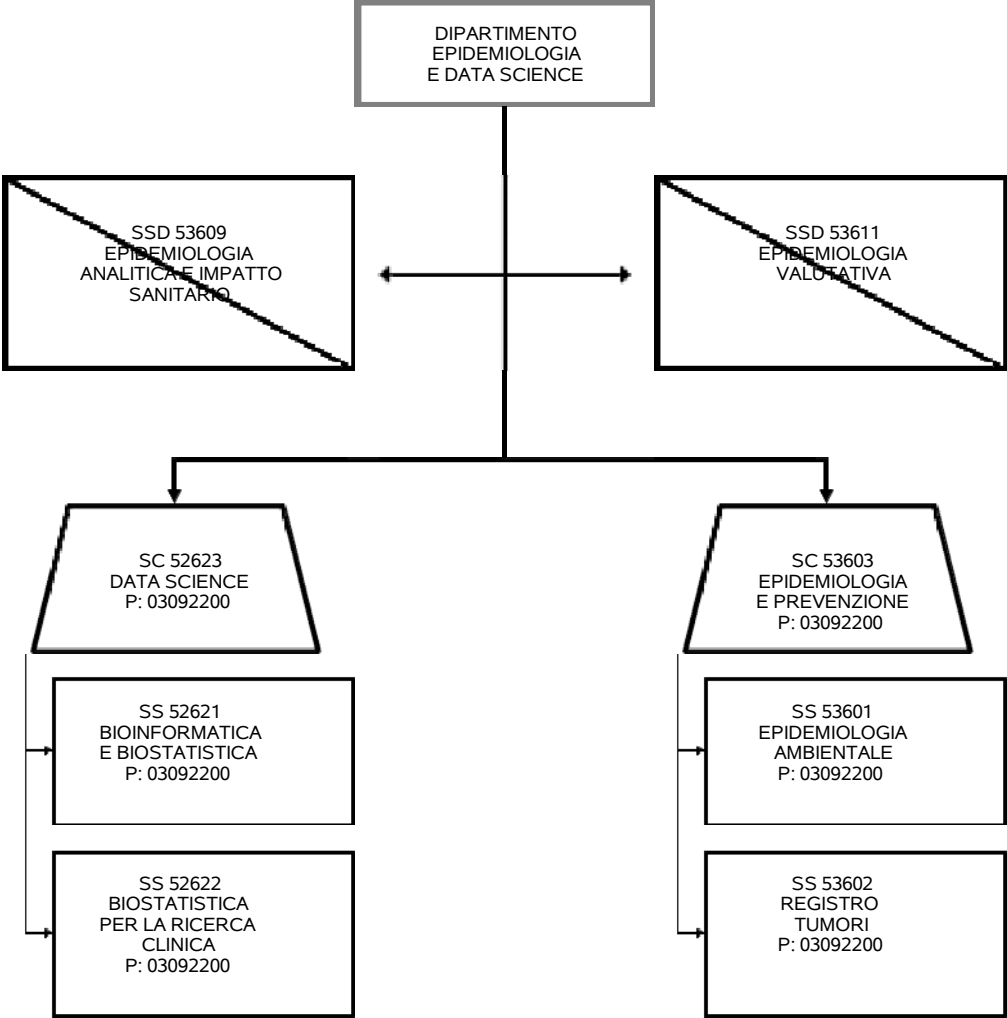 DIPARTIMENTO
EPIDEMIOLOGIA
E DATA SCIENCE
SSD 53609
EPIDEMIOLOGIA
ANALITICA E IMPATTO
SANITARIO
SSD 53611
EPIDEMIOLOGIA
VALUTATIVA
SC 52623
DATA SCIENCE
P: 03092200
SC 53603
EPIDEMIOLOGIA
E PREVENZIONE
P: 03092200
SS 52621
BIOINFORMATICA
E BIOSTATISTICA
P: 03092200
SS 53601
EPIDEMIOLOGIA
AMBIENTALE
P: 03092200
SS 52622
BIOSTATISTICA
PER LA RICERCA
CLINICA
P: 03092200
SS 53602
REGISTRO
TUMORI
P: 03092200